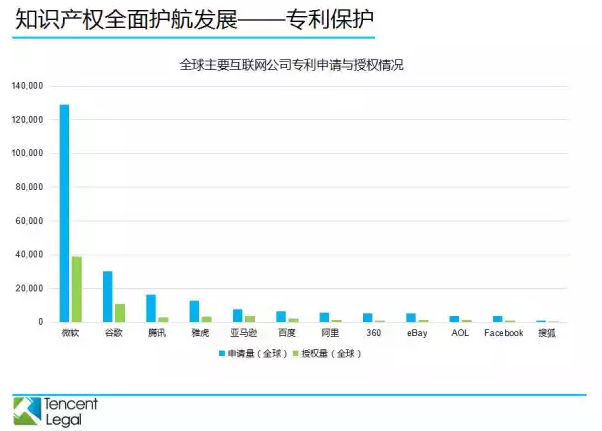 知识产权全面护航发展——专利保护
全球主要互联网公司专利申请与授权情况
140,000
120,000
100,000
80,000
60,000
40,000
20,000
0
微软 谷歌 腾讯 雅虎 亚马逊 百度 阿里 360 eBay AOL Facebook 搜狐
申请量（全球） 授权量（全球）
Tencent
Legal